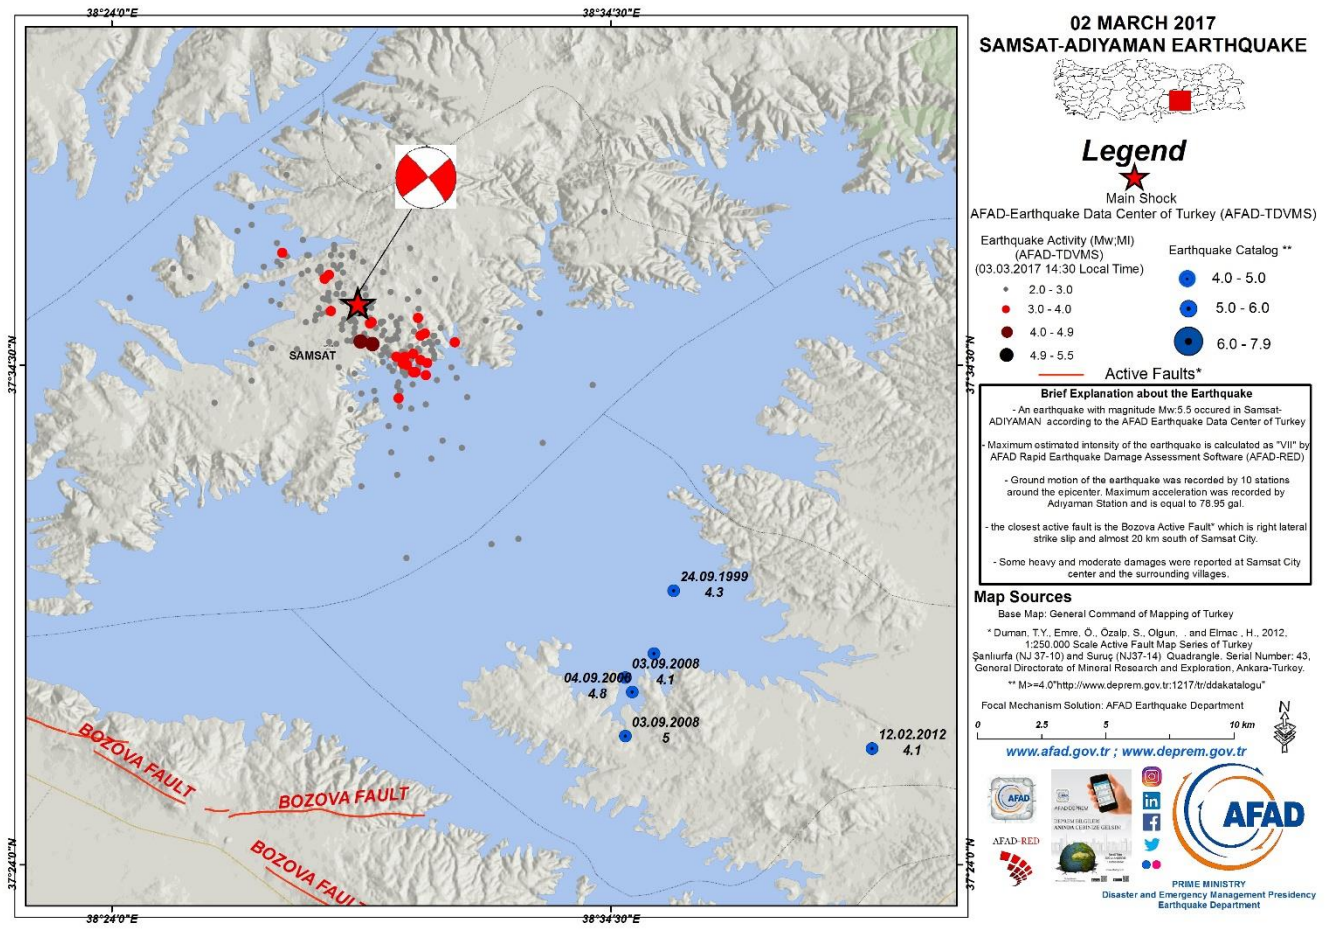 38°24'0"E
38°34'30"E
37°34'30"N
37°34'30"N
SAMSAT
24.09.1999
4.3
03.09.2008
4.1
4.8
03.09.2008
5
12.02.2012
4.1
BOZOVA FAULT
BOZOVA FAULT
BOZOVA FAULT
37°24'0"N
37°24'0"N
38°24'0"E
38°34'30"E
02 MARCH 2017
SAMSAT-ADIYAMAN EARTHQUAKE
Legend
Main Shock
AFAD-Earthquake Data Center of Turkey (AFAD-TDVMS)
Earthquake Activity (Mw;Ml)
(AFAD-TDVMS)
(03.03.2017 14:30 Local Time)
2.0 - 3.0
3.0 - 4.0
4.0 - 4.9
4.9 - 5.5
Earthquake Catalog **
4.0 - 5.0
5.0 - 6.0
6.0 - 7.9
Active Faults*
Brief Explanation about the Earthquake
- An earthquake with magnitude Mw:5.5 occured in Samsat-
ADIYAMAN according to the AFAD Earthquake Data Center of Turkey
- Maximum estimated intensity of the earthquake is calculated as "VII" by
AFAD Rapid Earthquake Damage Assessment Software (AFAD-RED)
- Ground motion of the earthquake was recorded by 10 stations
around the epicenter. Maximum acceleration was recorded by
Adıyaman Station and is equal to 78.95 gal.
- the closest active fault is the Bozova Active Fault* which is right lateral
strike slip and almost 20 km south of Samsat City.
- Some heavy and moderate damages were reported at Samsat City
center and the surrounding villages.
Map Sources
Base Map: General Command of Mapping of Turkey
* Duman, T.Y., Emre, Ö., Özalp, S., Olgun, . and Elmac , H., 2012,
1:250.000 Scale Active Fault Map Series of Turkey
Şanlıurfa (NJ 37-10) and Suruç (NJ37-14) Quadrangle. Serial Number: 43,
General Directorate of Mineral Research and Exploration, Ankara-Turkey.
** M>=4.0"http://www.deprem.gov.tr:1217/tr/ddakatalogu"
Focal Mechanism Solution: AFAD Earthquake Department
N
0 2.5 5 10 km
www.afad.gov.tr ; www.deprem.gov.tr
AFAD
AFAD DEPREM
DEPREM BİLGİLERİ
ANINDA CEBİNİZE GELSİN!
in
AFAD
AFAD-RED
PRIME MINISTRY
Disaster and Emergency Management Presidency
Earthquake Department